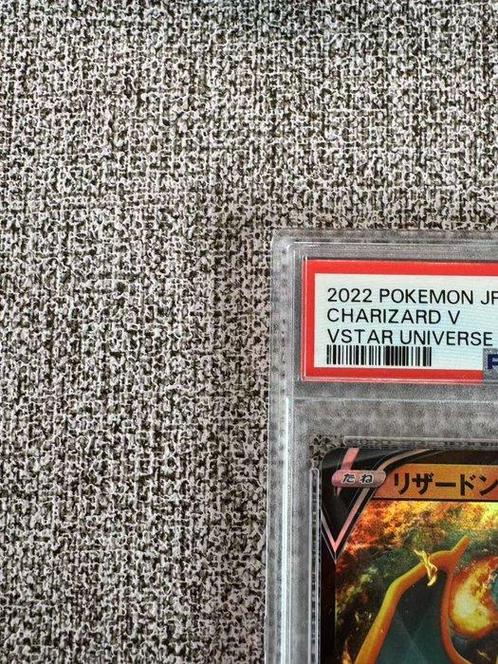 2022 POKEMON JP
CHARIZARD V
VSTAR UNIVERSE
たね リザードン